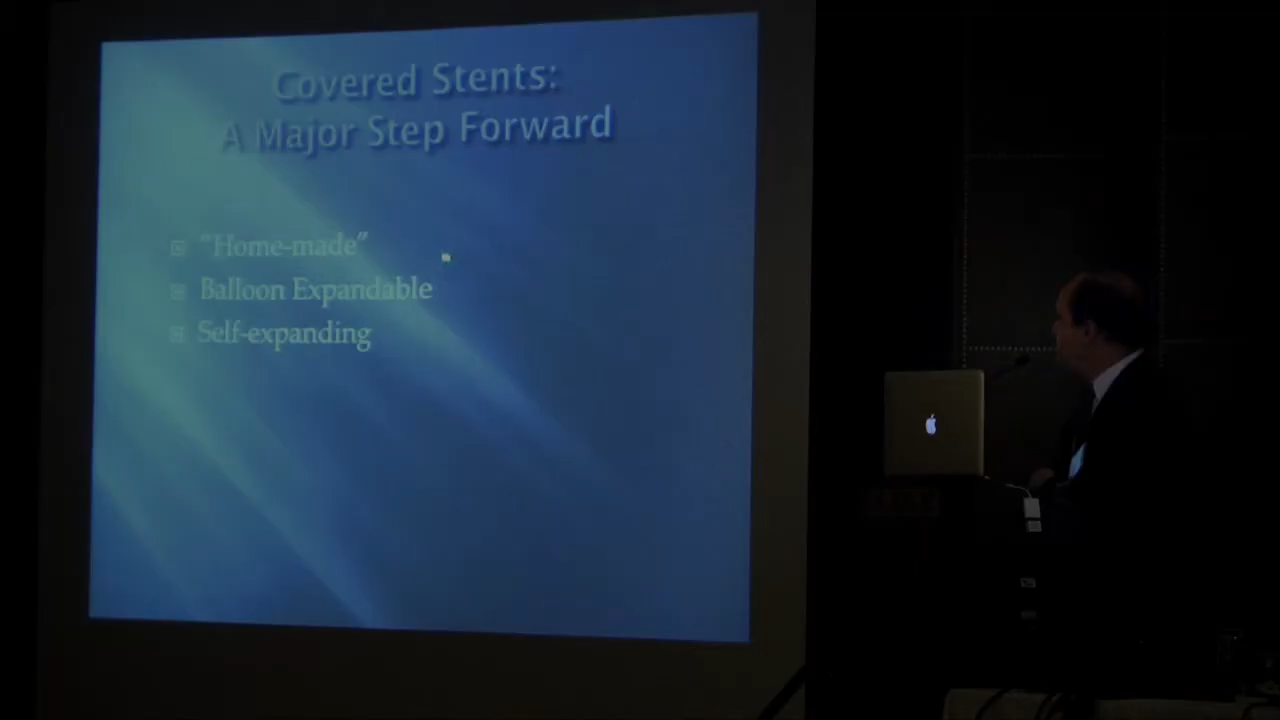 Covered Stents:
A Major Step Forward
“Home-made”
Balloon Expandable
Self-expanding